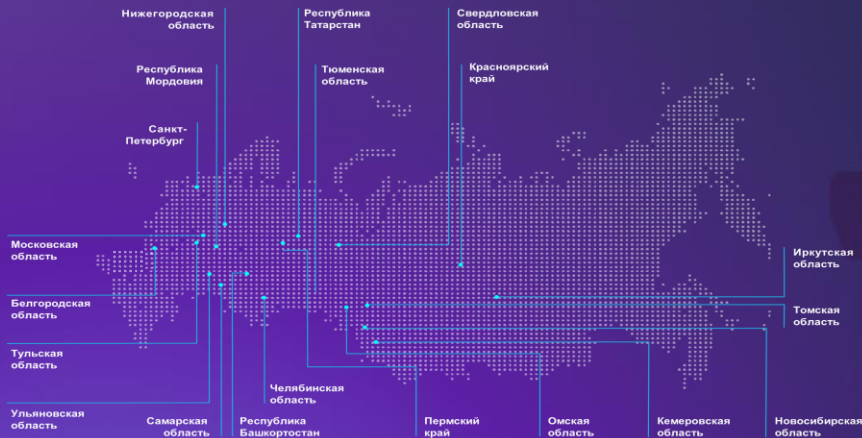 Нижегородская
область
Республика
Татарстан
Свердловская
область
Республика
Мордовия
Тюменская
область
Красноярский
край
Санкт-
Петербург
Московская
область
Иркутская
область
Белгородская
область
Томская
область
Тульская
область
Челябинская
область
Ульяновская
область
Самарская
область
Республика
Башкортостан
Пермский
край
Омская
область
Кемеровская
область
Новосибирская
область